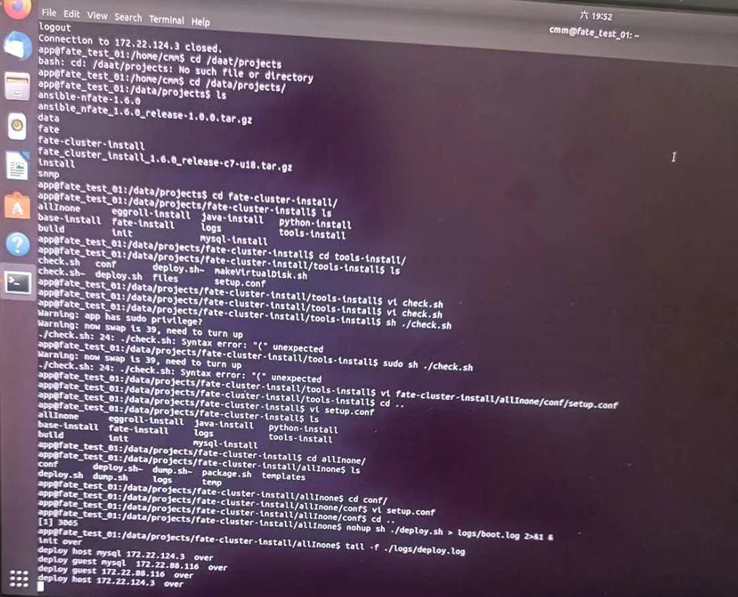 File Edit View Search Terminal Help
六 19:52
cmm@fate_test_01: ~
logout
Connection to 172.22.124.3 closed.
app@fate_test_01:/home/cmm$ cd /daat/projects
bash: cd: /daat/projects: No such file or directory
app@fate_test_01:/home/cmm$ cd /data/projects/
app@fate_test_01:/data/projects$ ls
ansible-nfate-1.6.0
ansible_nfate_1.6.0_release-1.0.0.tar.gz
data
fate
fate-cluster-install
fate_cluster_install_1.6.0_release-c7-u18.tar.gz
install
snmp
app@fate_test_01:/data/projects$ cd fate-cluster-install/
app@fate_test_01:/data/projects/fate-cluster-install$ ls
allInone eggroll-install java-install python-install
base-install fate-install logs tools-install
build init mysql-install
app@fate_test_01:/data/projects/fate-cluster-install$ cd tools-install/
app@fate_test_01:/data/projects/fate-cluster-install/tools-install$ ls
check.sh conf deploy.sh~ makeVirtualDisk.sh
check.sh~ deploy.sh files setup.conf
app@fate_test_01:/data/projects/fate-cluster-install/tools-install$ vi check.sh
app@fate_test_01:/data/projects/fate-cluster-install/tools-install$ vi check.sh
app@fate_test_01:/data/projects/fate-cluster-install/tools-install$ sh ./check.sh
Warning: app has sudo privilege?
Warning: now swap is 39, need to turn up
./check.sh: 24: ./check.sh: Syntax error: "(" unexpected
app@fate_test_01:/data/projects/fate-cluster-install/tools-install$ sudo sh ./check.sh
Warning: now swap is 39, need to turn up
./check.sh: 24: ./check.sh: Syntax error: "(" unexpected
app@fate_test_01:/data/projects/fate-cluster-install/tools-install$ vi fate-cluster-install/allInone/conf/setup.conf
app@fate_test_01:/data/projects/fate-cluster-install/tools-install$ cd ..
app@fate_test_01:/data/projects/fate-cluster-install$ vi setup.conf
app@fate_test_01:/data/projects/fate-cluster-install$ ls
allInone eggroll-install java-install python-install
base-install fate-install logs tools-install
build init mysql-install
app@fate_test_01:/data/projects/fate-cluster-install$ cd allInone/
app@fate_test_01:/data/projects/fate-cluster-install/allInone$ ls
conf deploy.sh~ dump.sh~ package.sh templates
deploy.sh dump.sh logs temp
app@fate_test_01:/data/projects/fate-cluster-install/allInone$ cd conf/
app@fate_test_01:/data/projects/fate-cluster-install/allInone/conf$ vi setup.conf
app@fate_test_01:/data/projects/fate-cluster-install/allInone/conf$ cd ..
app@fate_test_01:/data/projects/fate-cluster-install/allInone$ nohup sh ./deploy.sh > logs/boot.log 2>&1 &
[1] 3065
app@fate_test_01:/data/projects/fate-cluster-install/allInone$ tail -f ./logs/deploy.log
init over
deploy host mysql 172.22.124.3 over
deploy guest mysql 172.22.88.116 over
deploy guest 172.22.88.116 over
deploy host 172.22.124.3 over